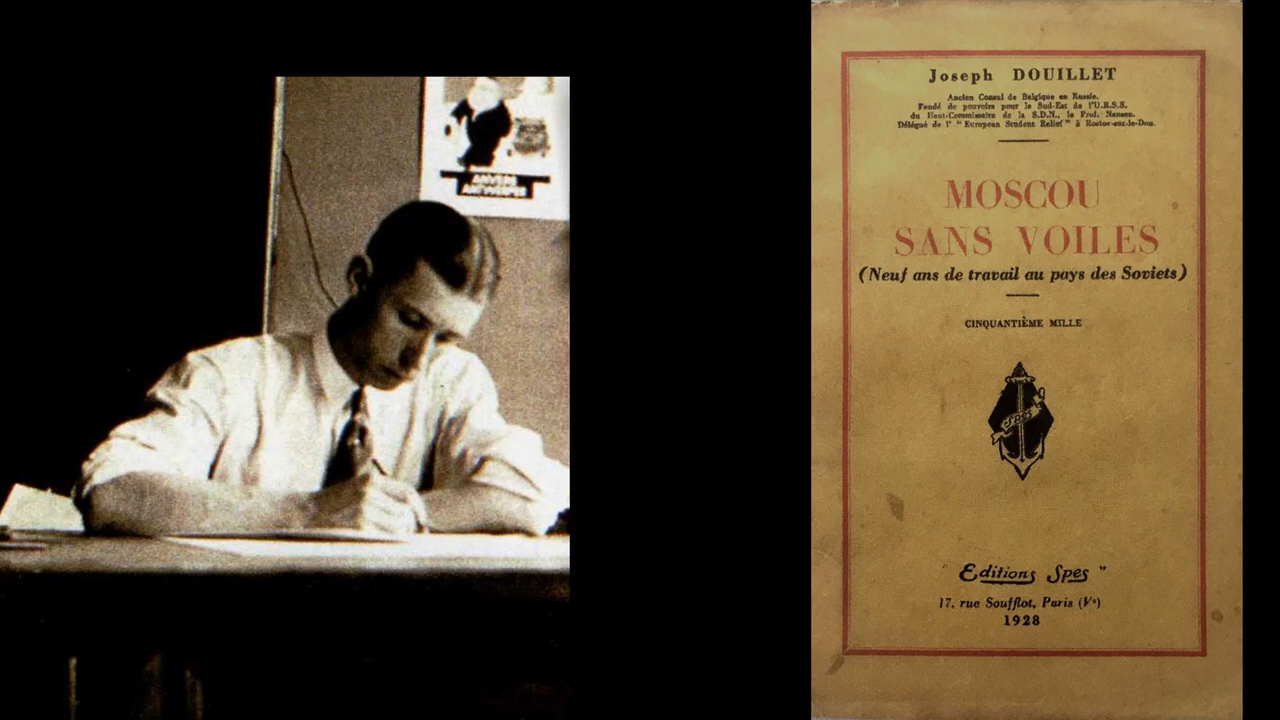 ANVERS
ANTWERPEN
Joseph DOUILLET
Ancien Consul de Belgique en Russie.
Fondé de pouvoirs pour le Sud-Est de l'U.R.S.S.
du Haut-Commissaire de la S.D.N., le Prof. Nansen.
Délégué de l' " European Student Relief " à Rostov-sur-le-Don.
MOSCOU
SANS VOILES
(Neuf ans de travail au pays des Soviets)
CINQUANTIÈME MILLE
Spes
Editions Spes "
17, rue Soufflot, Paris (Vᵉ)
1928